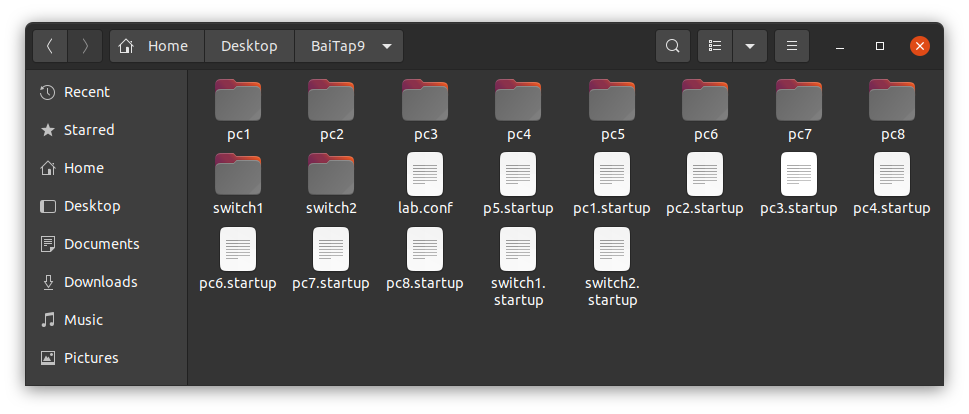 Home Desktop BaiTap9
Recent
Starred
Home
Desktop
Documents
Downloads
Music
Pictures
pc1 pc2 pc3 pc4 pc5 pc6 pc7 pc8
switch1 switch2 lab.conf p5.startup pc1.startup pc2.startup pc3.startup pc4.startup
pc6.startup pc7.startup pc8.startup switch1.startup switch2.startup